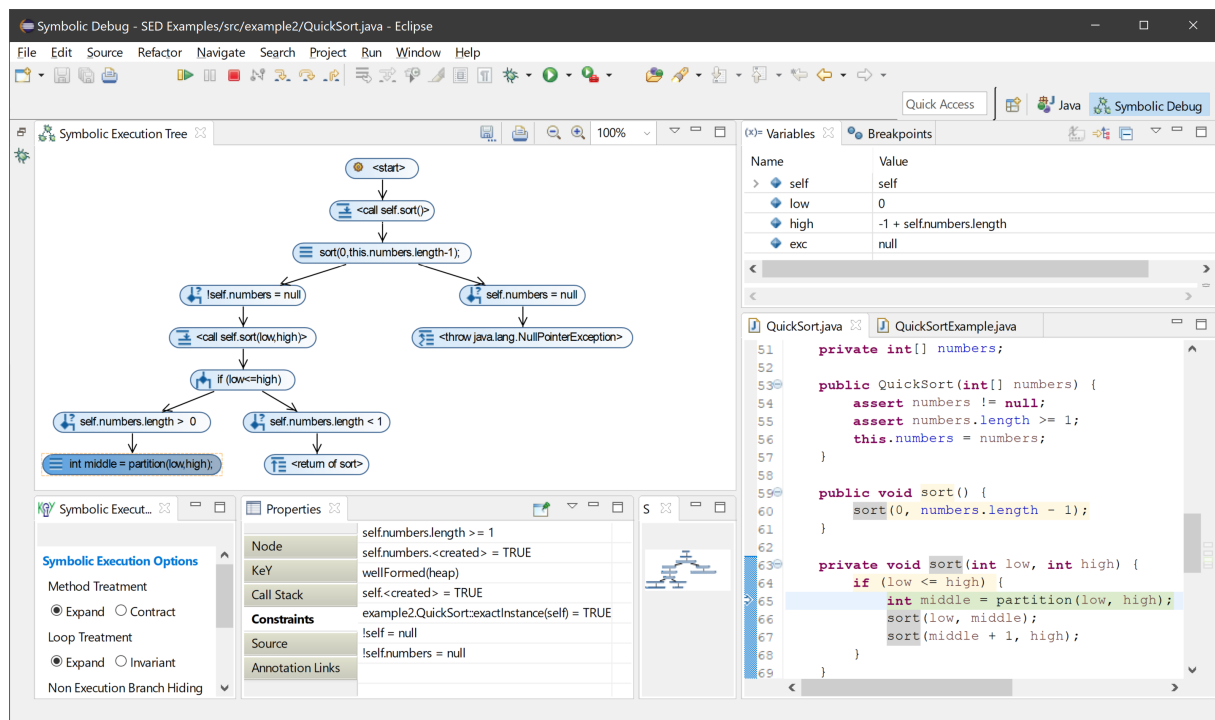 Symbolic Debug - SED Examples/src/example2/QuickSort.java - Eclipse
File Edit Source Refactor Navigate Search Project Run Window Help
Quick Access
Java
Symbolic Debug
Symbolic Execution Tree
100%
<start>
<call self.sort()>
sort(0,this.numbers.length-1);
!self.numbers = null
self.numbers = null
<call self.sort(low,high)>
<throw java.lang.NullPointerException>
if (low<=high)
self.numbers.length > 0
self.numbers.length < 1
int middle = partition(low,high);
<return of sort>
(x)= Variables
Breakpoints
Name Value
self self
low 0
high -1 + self.numbers.length
exc null
QuickSort.java
QuickSortExample.java
51 private int[] numbers;
52
53 public QuickSort(int[] numbers) {
54 assert numbers != null;
55 assert numbers.length >= 1;
56 this.numbers = numbers;
57 }
58
59 public void sort() {
60 sort(0, numbers.length - 1);
61 }
62
63 private void sort(int low, int high) {
64 if (low <= high) {
65 int middle = partition(low, high);
66 sort(low, middle);
67 sort(middle + 1, high);
68 }
69 }
KeY Symbolic Execut...
Symbolic Execution Options
Method Treatment
Expand Contract
Loop Treatment
Expand Invariant
Non Execution Branch Hiding
Properties
Node
KeY
Call Stack
Constraints
Source
Annotation Links
self.numbers.length >= 1
self.numbers.<created> = TRUE
wellFormed(heap)
self.<created> = TRUE
example2.QuickSort::exactInstance(self) = TRUE
!self = null
!self.numbers = null
S